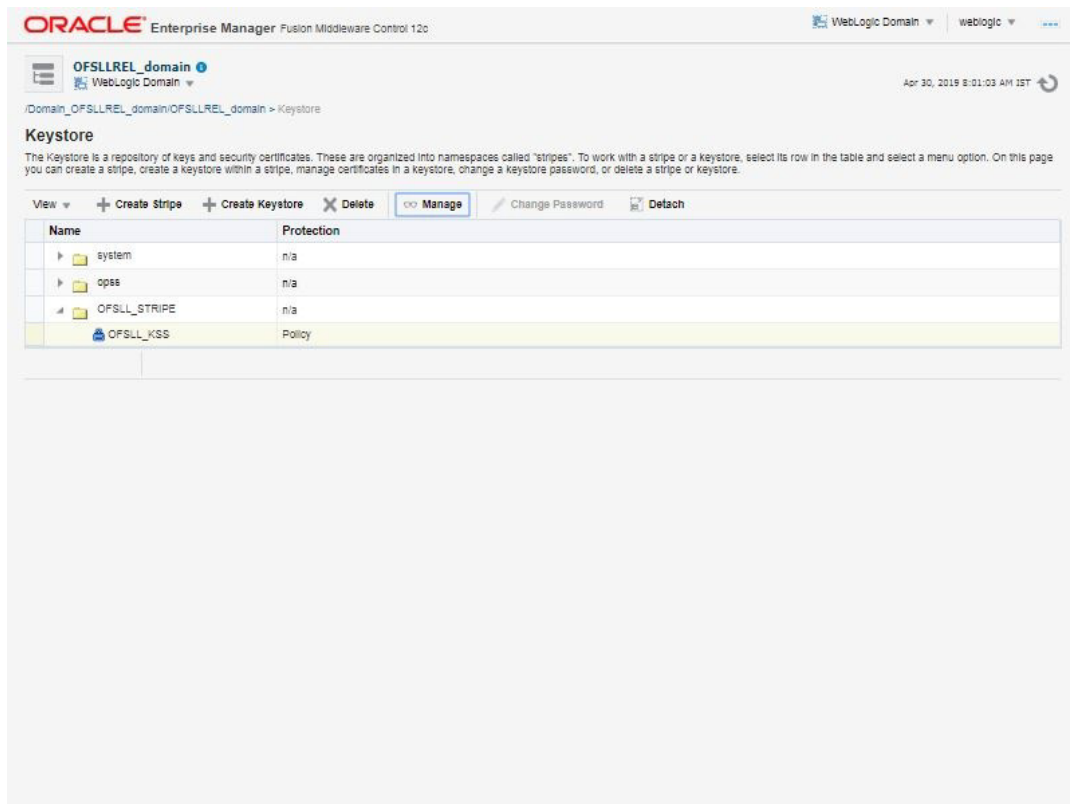 ORACLE® Enterprise Manager Fusion Middleware Control 12c
WebLogic Domain weblogic
OFSLLREL_domain
WebLogic Domain
Apr 30, 2019 8:01:03 AM IST
/Domain_OFSLLREL_domain/OFSLLREL_domain > Keystore
Keystore
The Keystore is a repository of keys and security certificates. These are organized into namespaces called "stripes". To work with a stripe or a keystore, select its row in the table and select a menu option. On this page
you can create a stripe, create a keystore within a stripe, manage certificates in a keystore, change a keystore password, or delete a stripe or keystore.
View Create Stripe Create Keystore Delete Manage Change Password Detach
Name Protection
system n/a
opss n/a
OFSLL_STRIPE n/a
OFSLL_KSS Policy